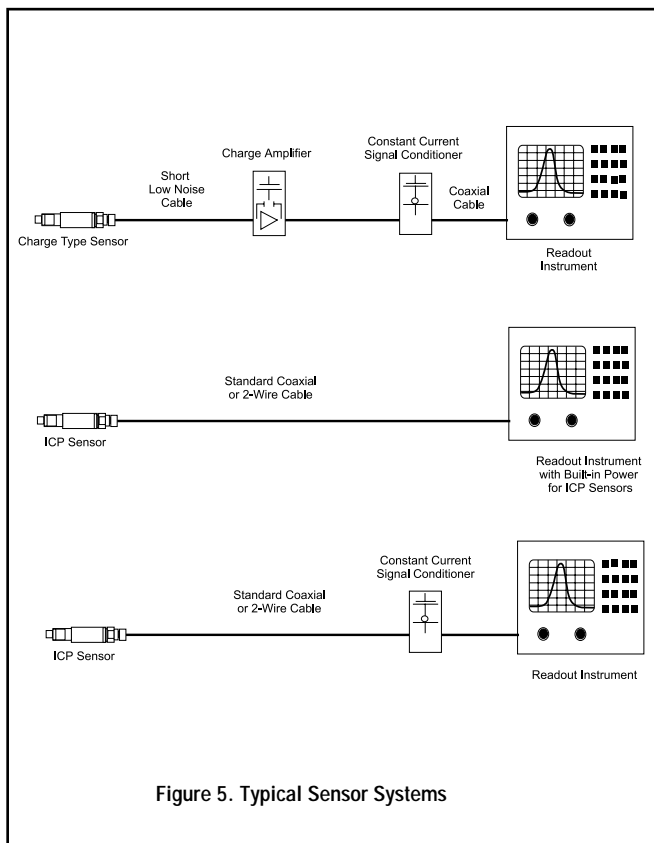 Charge Amplifier
Constant Current
Signal Conditioner
Short
Low Noise
Cable
Coaxial
Cable
Charge Type Sensor
Readout
Instrument
Standard Coaxial
or 2-Wire Cable
ICP Sensor
Readout Instrument
with Built-in Power
for ICP Sensors
Constant Current
Signal Conditioner
Standard Coaxial
or 2-Wire Cable
ICP Sensor
Readout Instrument
Figure 5. Typical Sensor Systems